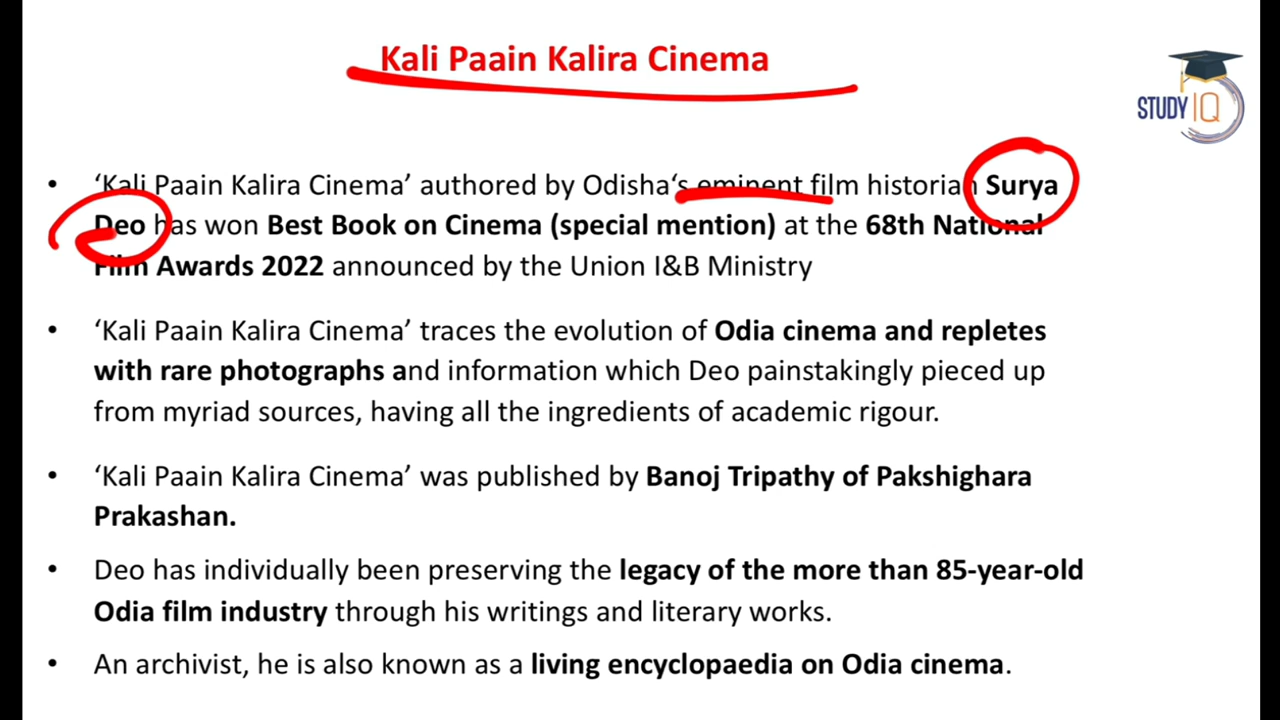 Kali Paain Kalira Cinema
STUDY IQ
• ‘Kali Paain Kalira Cinema’ authored by Odisha‘s eminent film historian Surya
Deo has won Best Book on Cinema (special mention) at the 68th National
Film Awards 2022 announced by the Union I&B Ministry
• ‘Kali Paain Kalira Cinema’ traces the evolution of Odia cinema and repletes
with rare photographs and information which Deo painstakingly pieced up
from myriad sources, having all the ingredients of academic rigour.
• ‘Kali Paain Kalira Cinema’ was published by Banoj Tripathy of Pakshighara
Prakashan.
• Deo has individually been preserving the legacy of the more than 85-year-old
Odia film industry through his writings and literary works.
• An archivist, he is also known as a living encyclopaedia on Odia cinema.